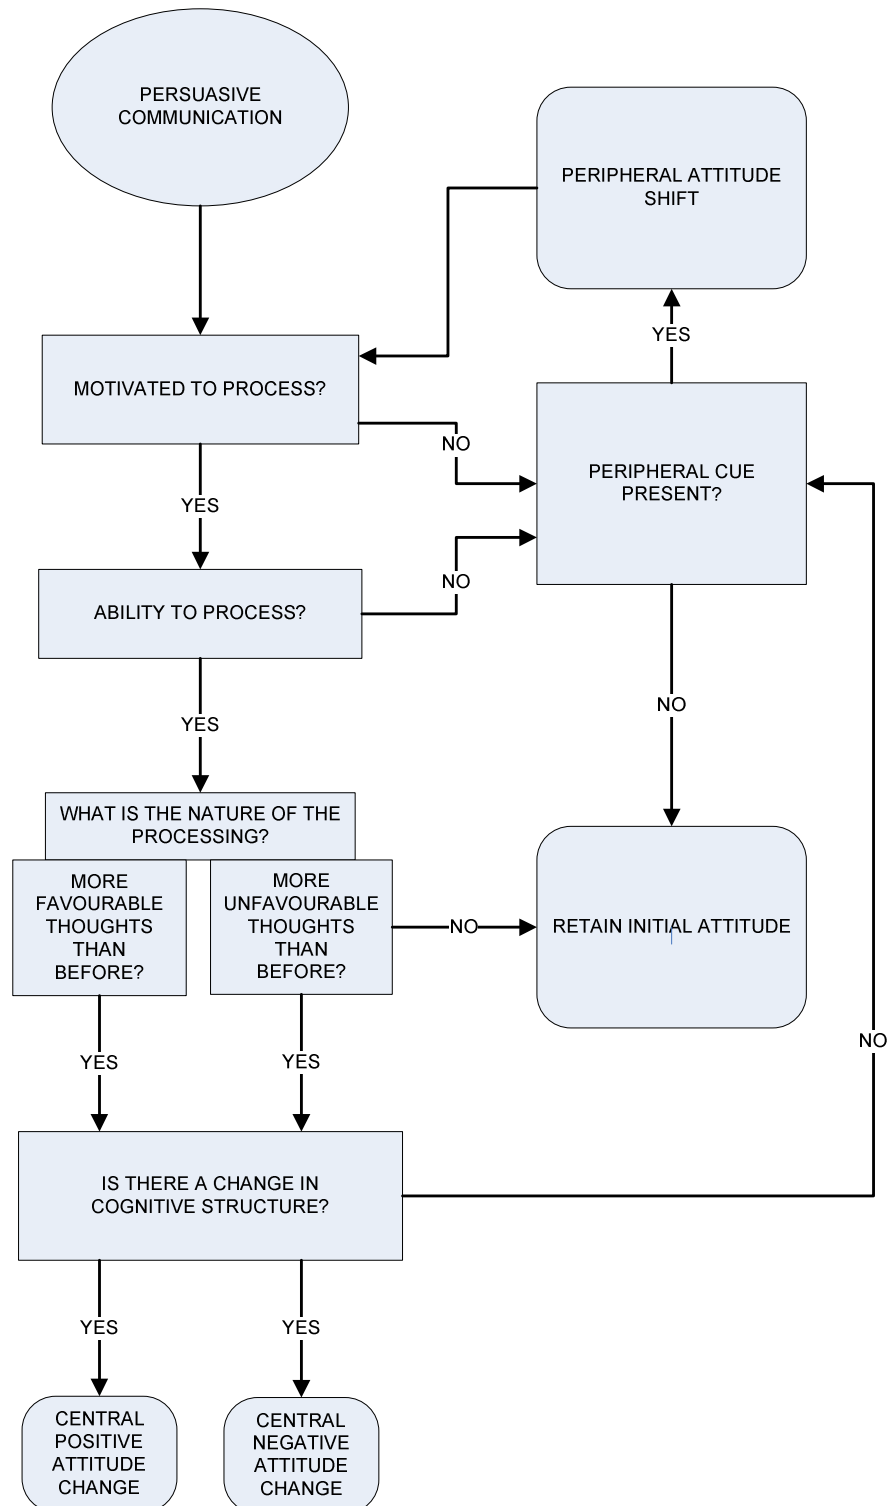 PERSUASIVE
COMMUNICATION
PERIPHERAL ATTITUDE
SHIFT
YES
MOTIVATED TO PROCESS?
NO
PERIPHERAL CUE
PRESENT?
YES
NO
ABILITY TO PROCESS?
YES
NO
WHAT IS THE NATURE OF THE
PROCESSING?
MORE
FAVOURABLE
THOUGHTS
THAN
BEFORE?
MORE
UNFAVOURABLE
THOUGHTS
THAN
BEFORE?
NO
RETAIN INITIAL ATTITUDE
NO
YES
YES
IS THERE A CHANGE IN
COGNITIVE STRUCTURE?
YES
YES
CENTRAL
POSITIVE
ATTITUDE
CHANGE
CENTRAL
NEGATIVE
ATTITUDE
CHANGE